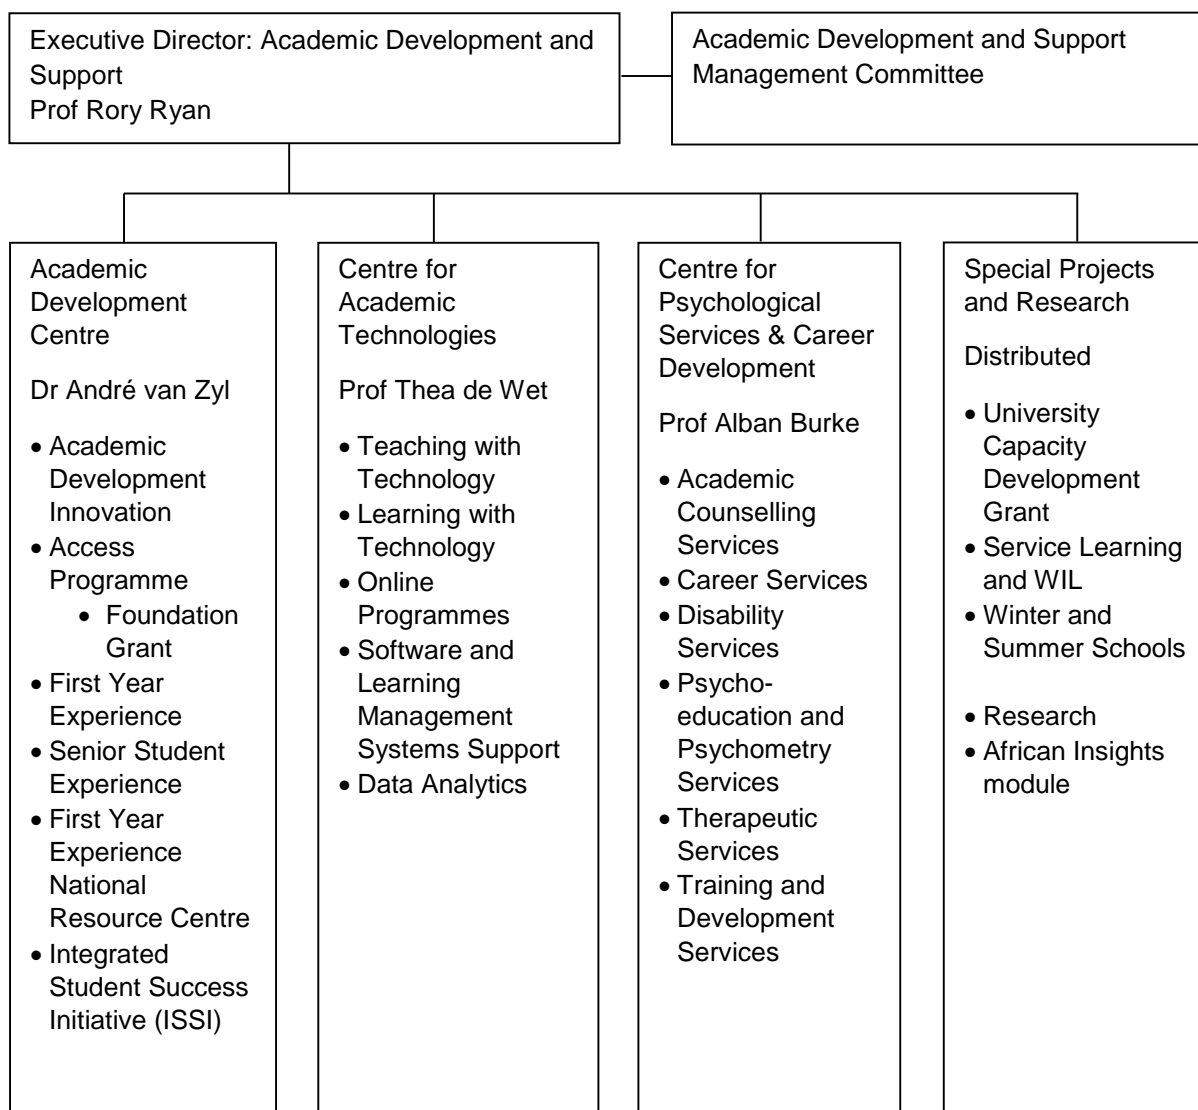 Executive Director: Academic Development and
Support
Prof Rory Ryan
Academic Development and Support
Management Committee
Academic
Development
Centre
Dr André van Zyl
• Academic
Development
Innovation
• Access
Programme
• Foundation
Grant
• First Year
Experience
• Senior Student
Experience
• First Year
Experience
National
Resource Centre
• Integrated
Student Success
Initiative (ISSI)
Centre for
Academic
Technologies
Prof Thea de Wet
• Teaching with
Technology
• Learning with
Technology
• Online
Programmes
• Software and
Learning
Management
Systems Support
• Data Analytics
Centre for
Psychological
Services & Career
Development
Prof Alban Burke
• Academic
Counselling
Services
• Career Services
• Disability
Services
• Psycho-
education and
Psychometry
Services
• Therapeutic
Services
• Training and
Development
Services
Special Projects
and Research
Distributed
• University
Capacity
Development
Grant
• Service Learning
and WIL
• Winter and
Summer Schools
• Research
• African Insights
module